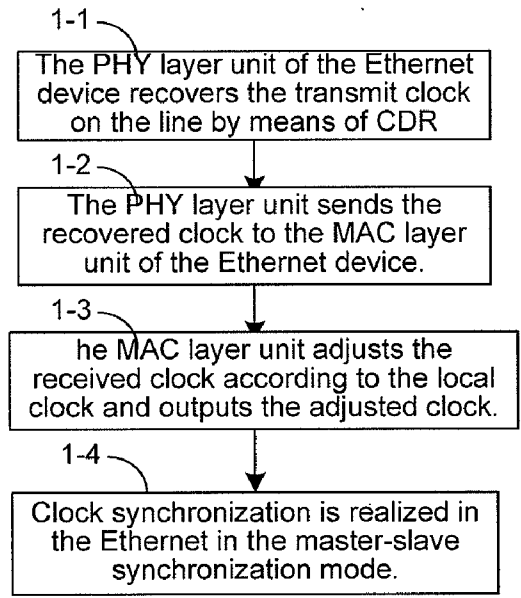 1-1
The PHY layer unit of the Ethernet
device recovers the transmit clock
on the line by means of CDR
1-2
The PHY layer unit sends the
recovered clock to the MAC layer
unit of the Ethernet device.
1-3
he MAC layer unit adjusts the
received clock according to the local
clock and outputs the adjusted clock.
1-4
Clock synchronization is realized in
the Ethernet in the master-slave
synchronization mode.